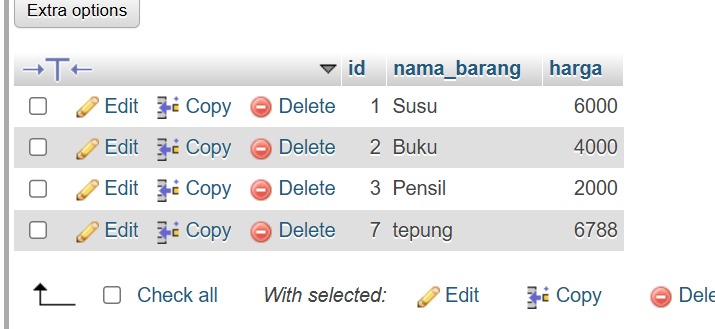 Extra options
id nama_barang harga
Edit Copy Delete 1 Susu 6000
Edit Copy Delete 2 Buku 4000
Edit Copy Delete 3 Pensil 2000
Edit Copy Delete 7 tepung 6788
Check all With selected: Edit Copy Dele